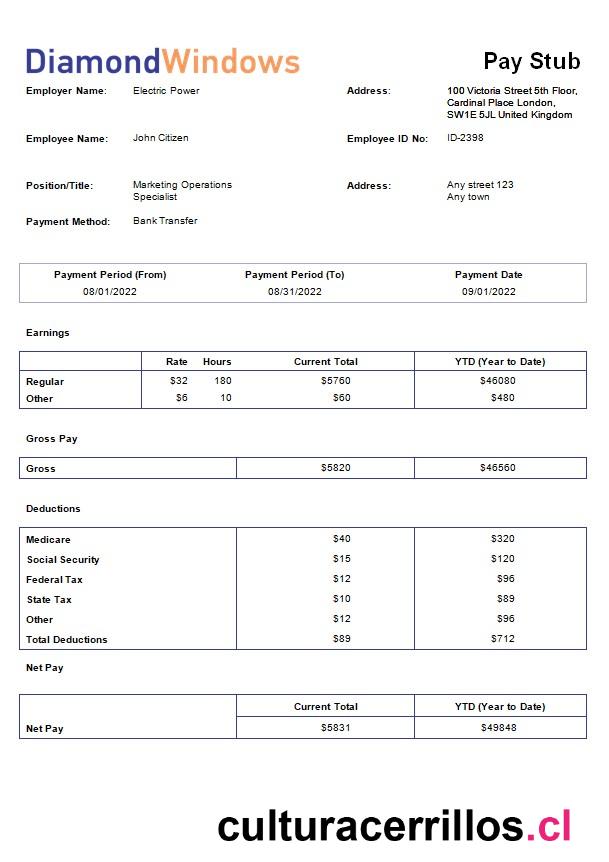 DiamondWindows Pay Stub
Employer Name: Electric Power Address: 100 Victoria Street 5th Floor,
Cardinal Place London,
SW1E 5JL United Kingdom
Employee Name: John Citizen Employee ID No: ID-2398
Position/Title: Marketing Operations Address: Any street 123
Specialist Any town
Payment Method: Bank Transfer
Payment Period (From) Payment Period (To) Payment Date
08/01/2022 08/31/2022 09/01/2022
Earnings
Rate Hours Current Total YTD (Year to Date)
Regular $32 180 $5760 $46080
Other $6 10 $60 $480
Gross Pay
Gross $5820 $46560
Deductions
Medicare $40 $320
Social Security $15 $120
Federal Tax $12 $96
State Tax $10 $89
Other $12 $96
Total Deductions $89 $712
Net Pay
Current Total YTD (Year to Date)
Net Pay $5831 $49848
culturacerrillos.cl